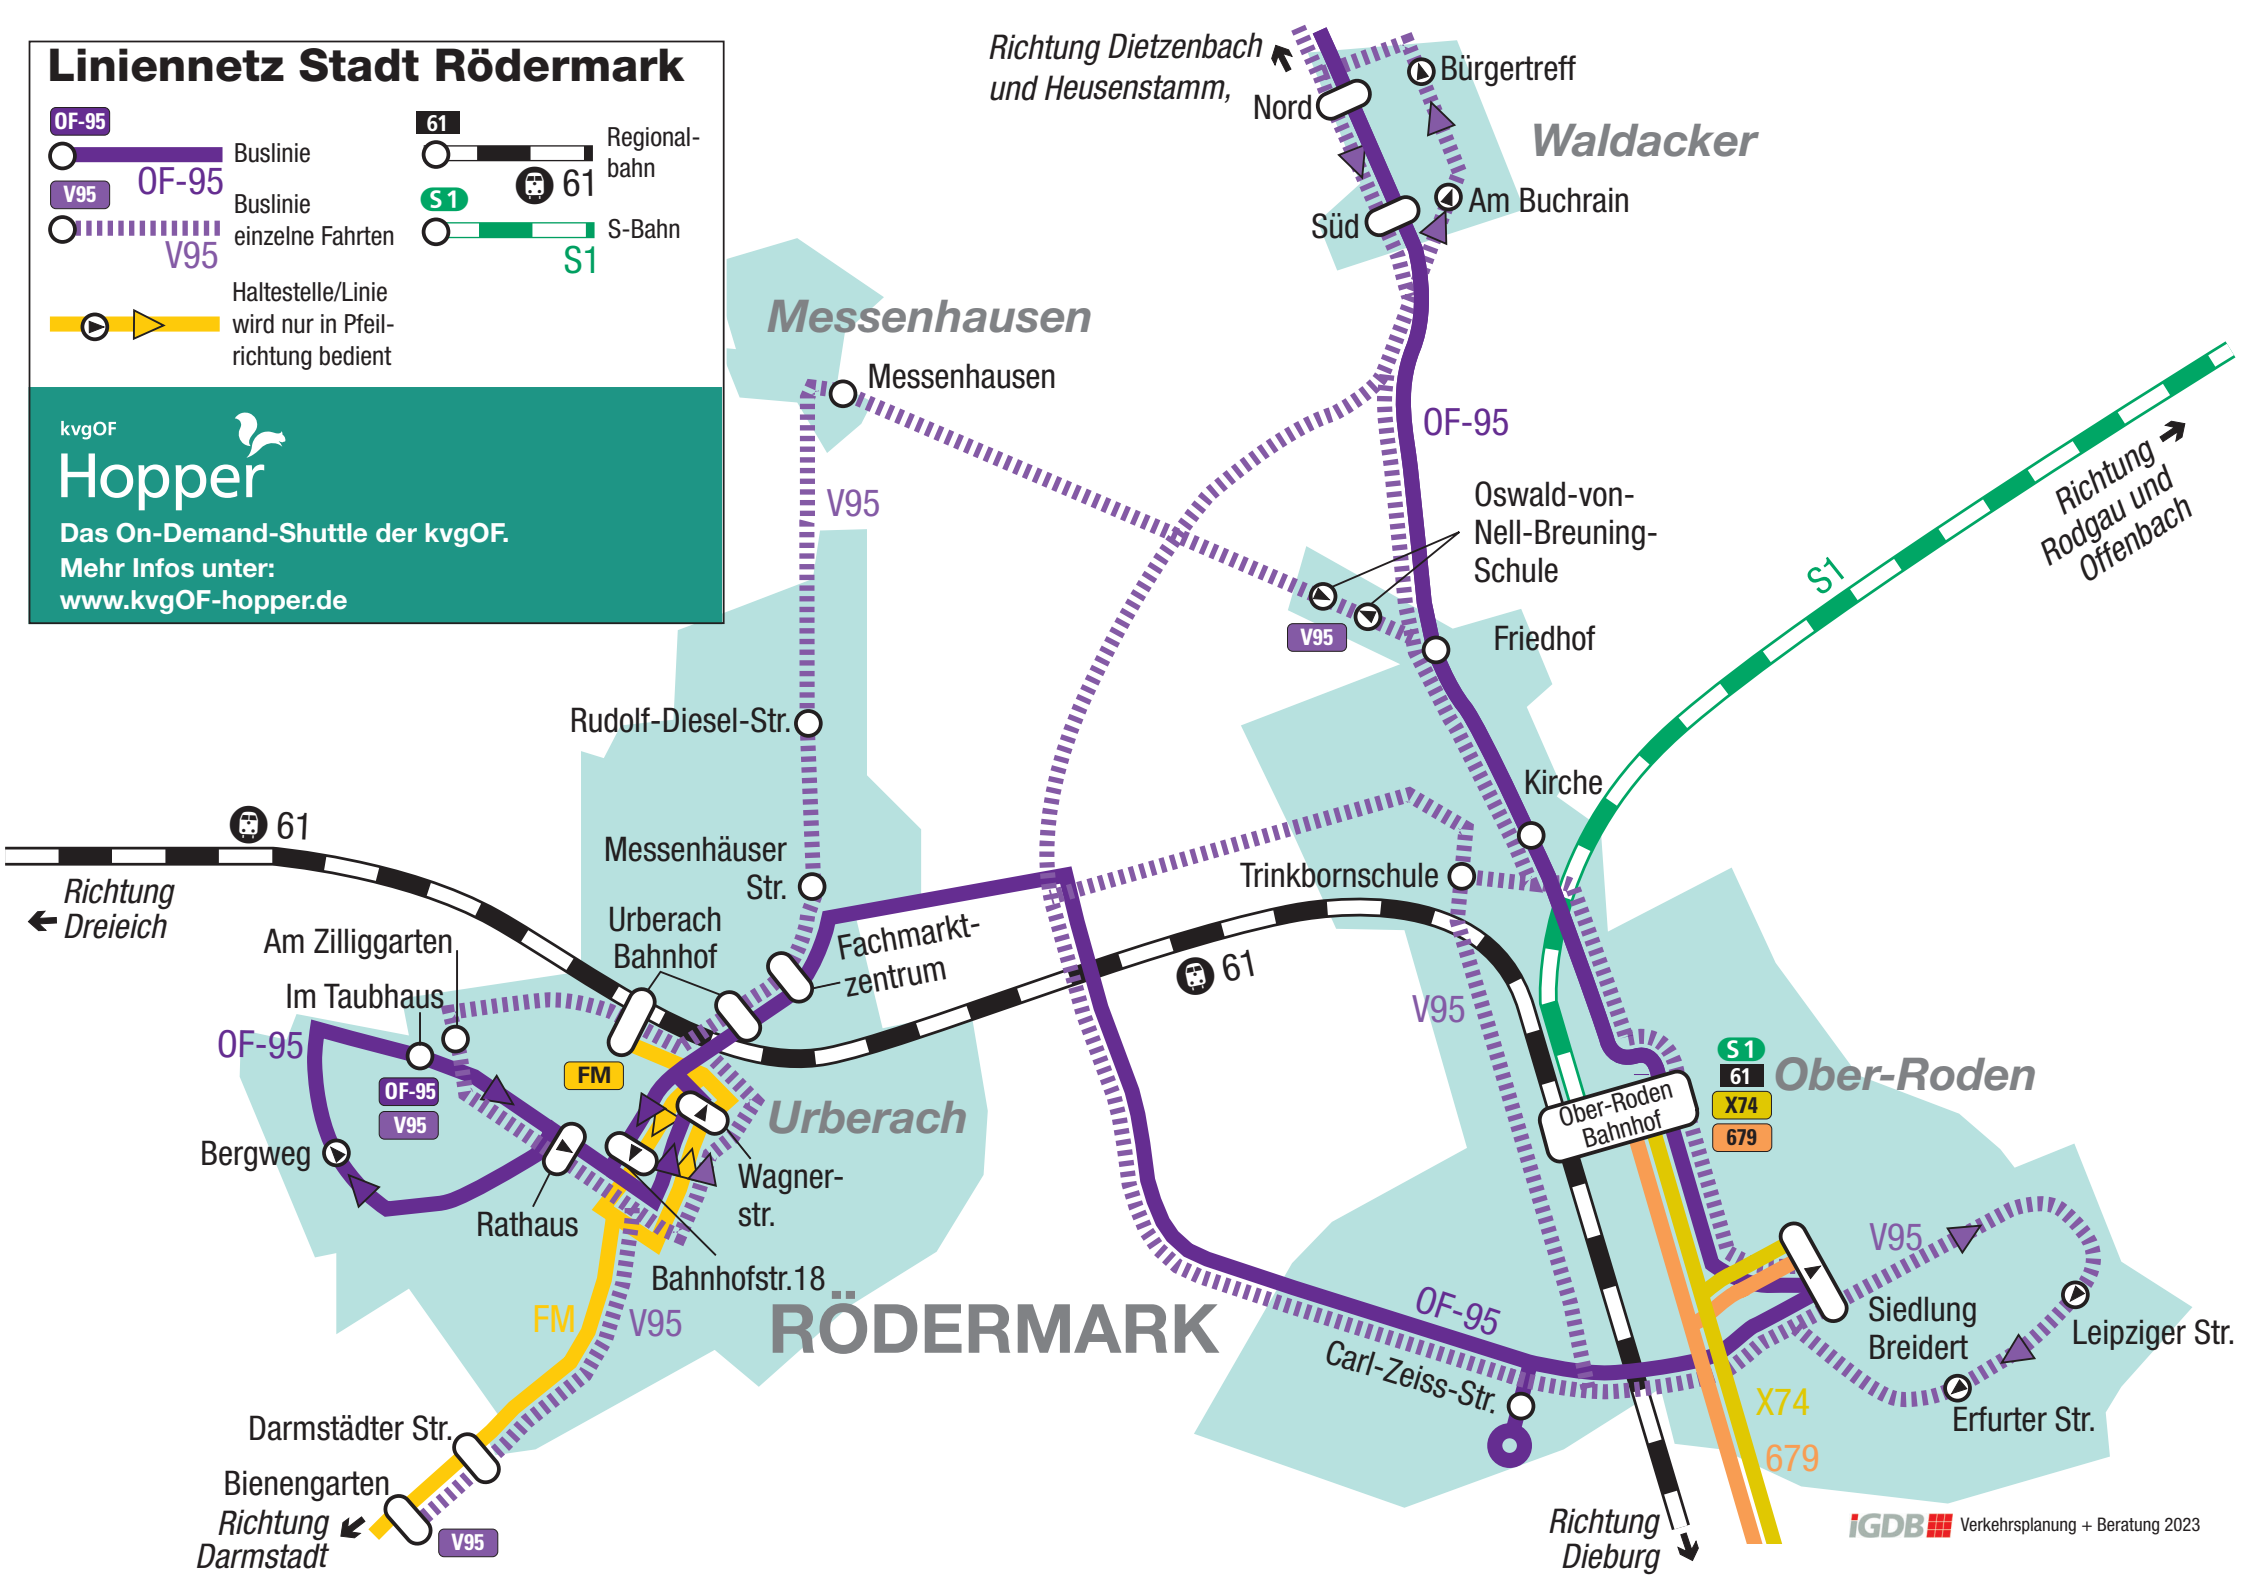 Liniennetz Stadt Rödermark
OF-95
Buslinie
OF-95
V95
Buslinie
einzelne Fahrten
V95
Haltestelle/Linie
wird nur in Pfeil-
richtung bedient
61
Regional-
bahn
61
S 1
S-Bahn
S1
kvgOF
Hopper
Das On-Demand-Shuttle der kvgOF.
Mehr Infos unter:
www.kvgOF-hopper.de
Richtung Dietzenbach
und Heusenstamm,
Nord
Bürgertreff
Waldacker
Süd
Am Buchrain
Messenhausen
Messenhausen
V95
OF-95
Oswald-von-
Nell-Breuning-
Schule
V95
Friedhof
Richtung
Rodgau und
Offenbach
S1
Rudolf-Diesel-Str.
Kirche
61
Richtung
Dreieich
Messenhäuser
Str.
Trinkbornschule
Urberach
Bahnhof
Fachmarkt-
zentrum
61
V95
Am Zilliggarten
Im Taubhaus
OF-95
OF-95
V95
FM
Urberach
Bergweg
Rathaus
Wagner-
str.
Bahnhofstr.18
FM
V95
RÖDERMARK
S 1
61
X74
679
Ober-Roden
Ober-Roden
Bahnhof
V95
Siedlung
Breidert
Leipziger Str.
Erfurter Str.
OF-95
Carl-Zeiss-Str.
X74
679
Darmstädter Str.
Bienengarten
Richtung
Darmstadt
V95
Richtung
Dieburg
iGDB Verkehrsplanung + Beratung 2023